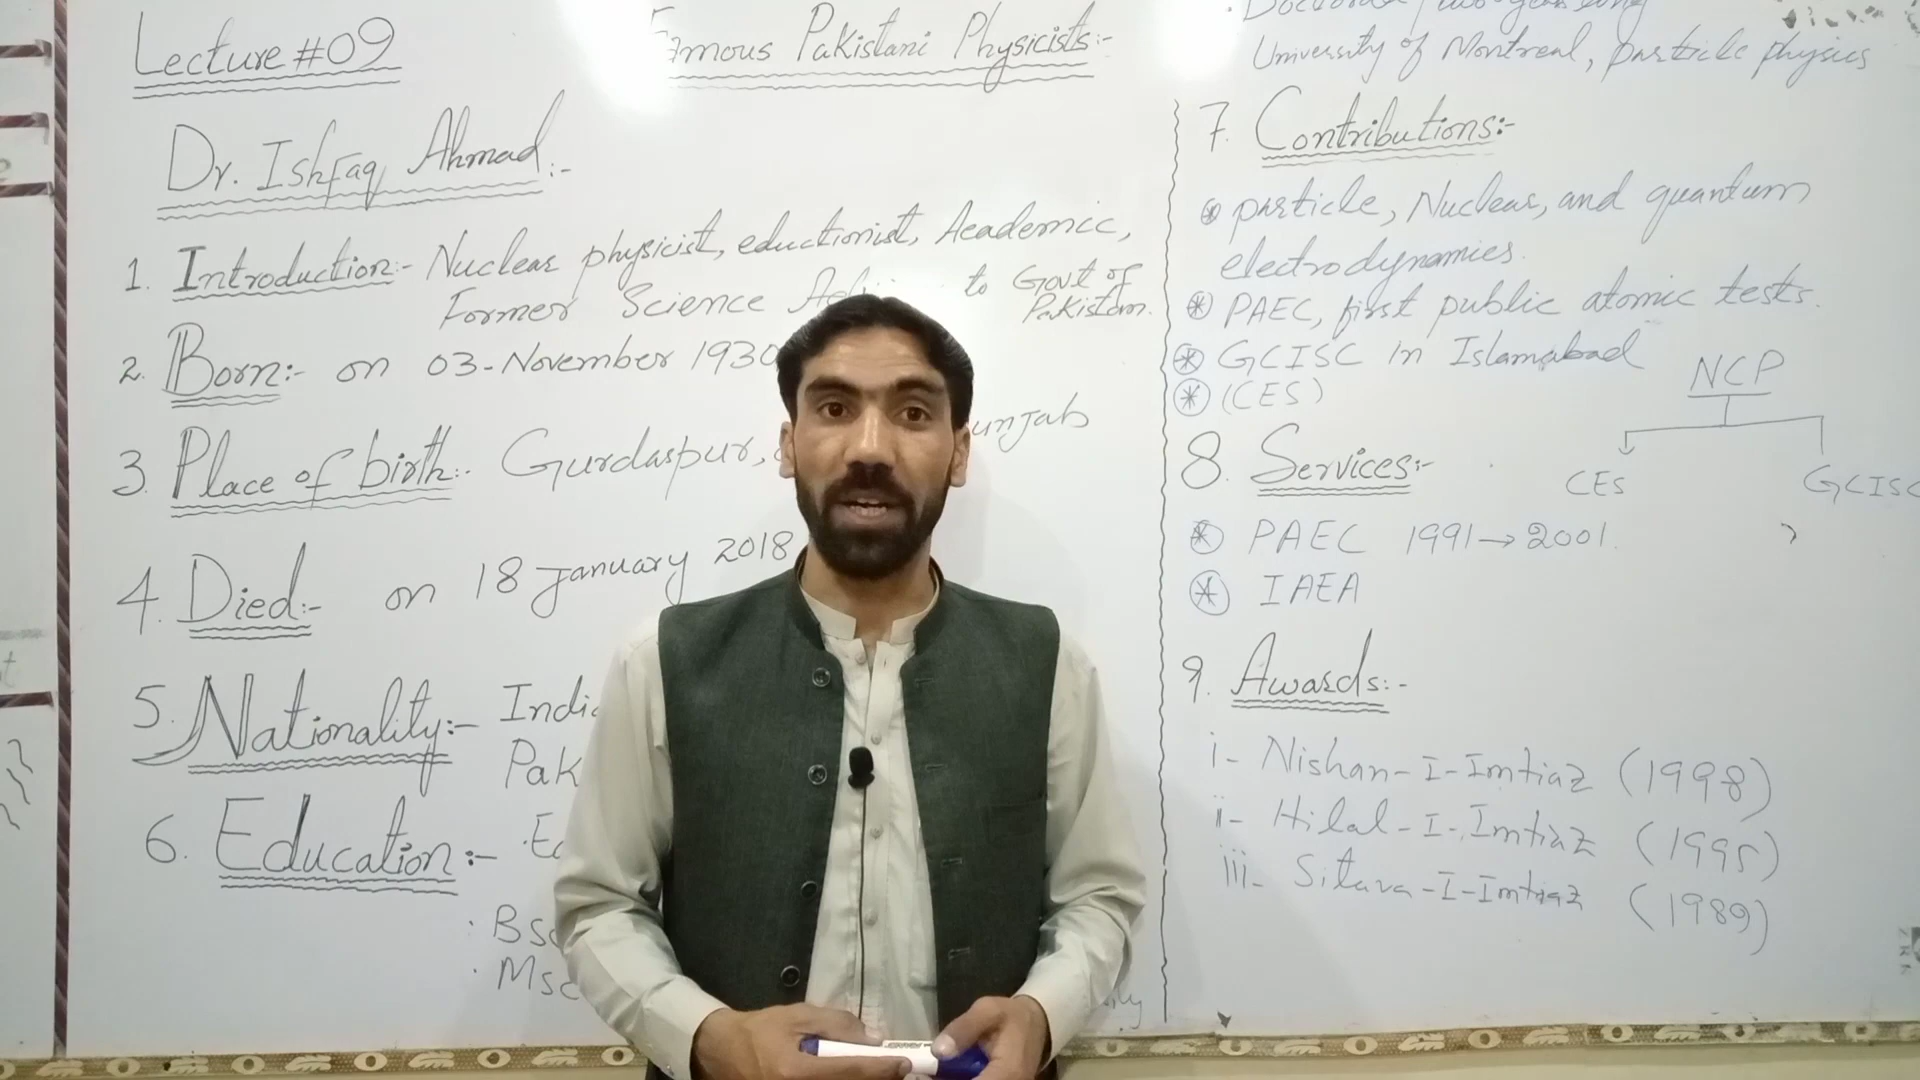 Lecture #09
Famous Pakistani Physicists:-
Dr. Ishfaq Ahmad:-
1. Introduction:- Nuclear physicist, eductionist, Academic,
Former Science to Govt of
Pakistan.
2. Born:- on 03-November 1930
3. Place of birth:- Gurdaspur,
4. Died:- on 18 January 2018
5. Nationality:-
6. Education:-
University of Montreal, particle physics
7. Contributions:-
* particle, Nuclear, and quantum
electrodynamics.
* PAEC, first public atomic tests.
* GCISC in Islamabad
* (CES)
NCP
CES GCISC
8. Services:-
* PAEC 1991→2001.
* IAEA
9. Awards:-
i- Nishan-I-Imtiaz (1998)
ii- Hilal-I-Imtiaz (1995)
iii- Sitara-I-Imtiaz (1989)